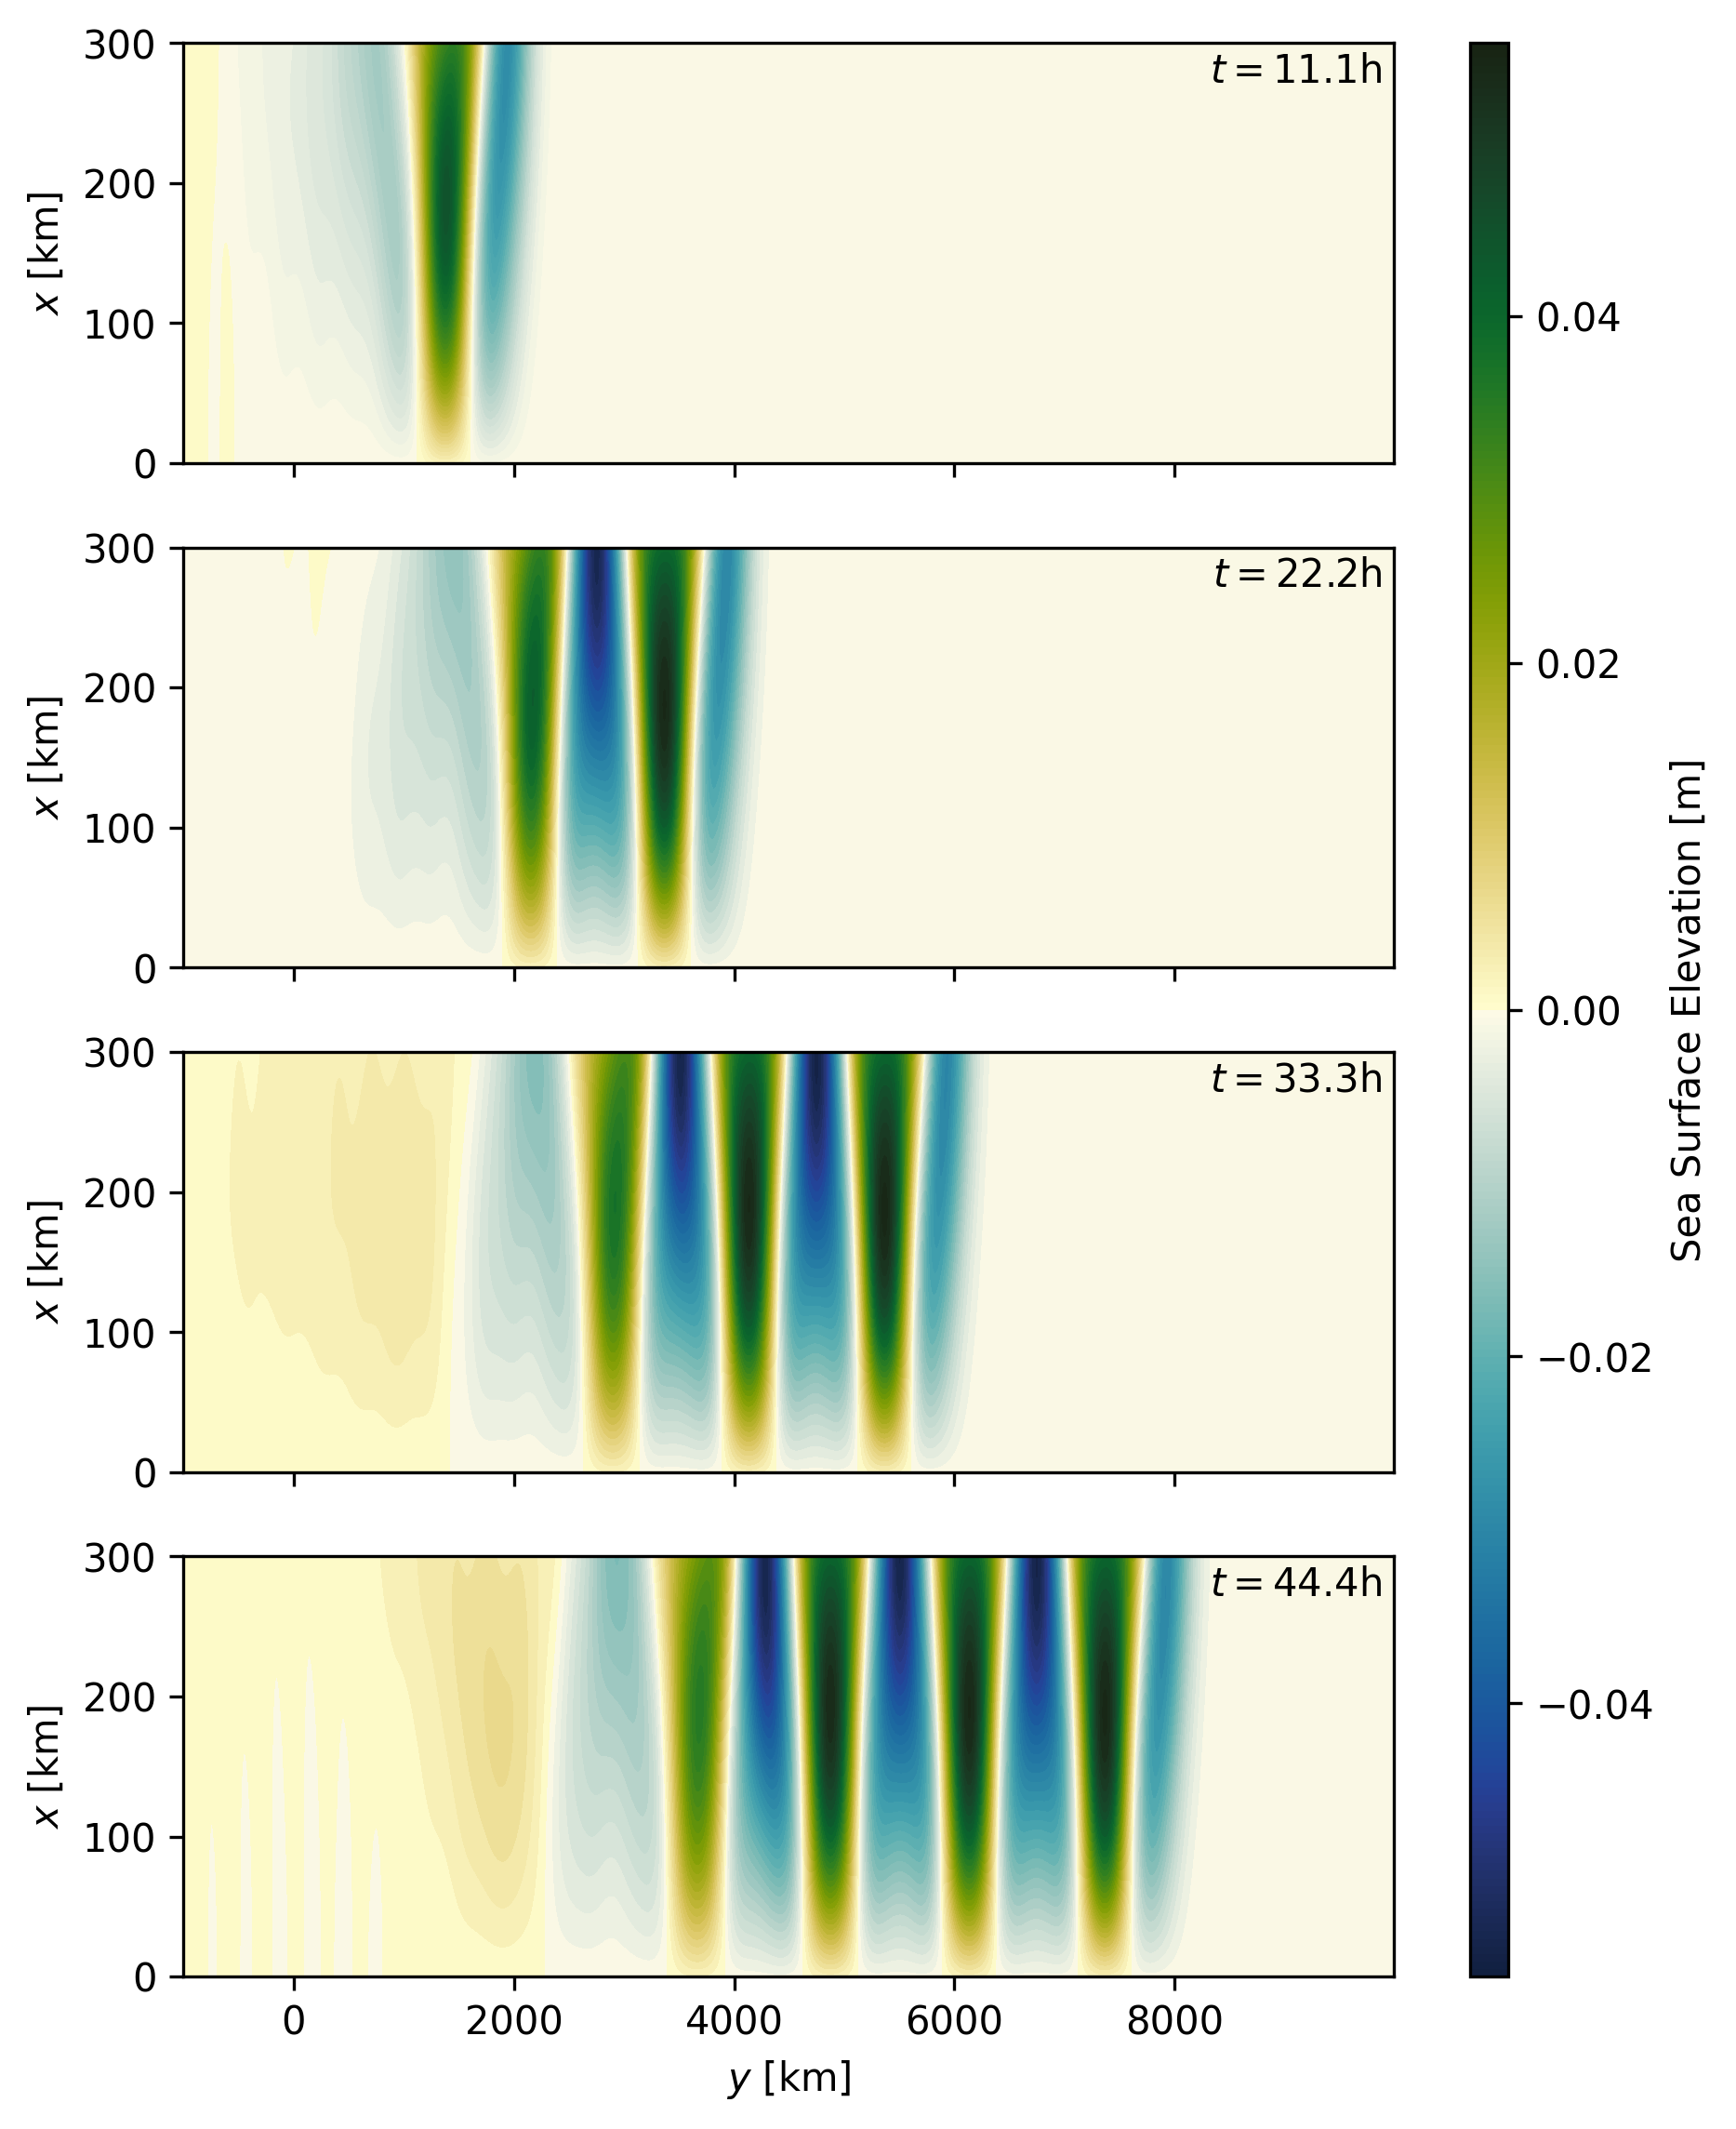 300
200
100
0
x [km]
t = 11.1h
300
200
100
0
x [km]
t = 22.2h
300
200
100
0
x [km]
t = 33.3h
300
200
100
0
x [km]
t = 44.4h
0 2000 4000 6000 8000
y [km]
0.04
0.02
0.00
−0.02
−0.04
Sea Surface Elevation [m]